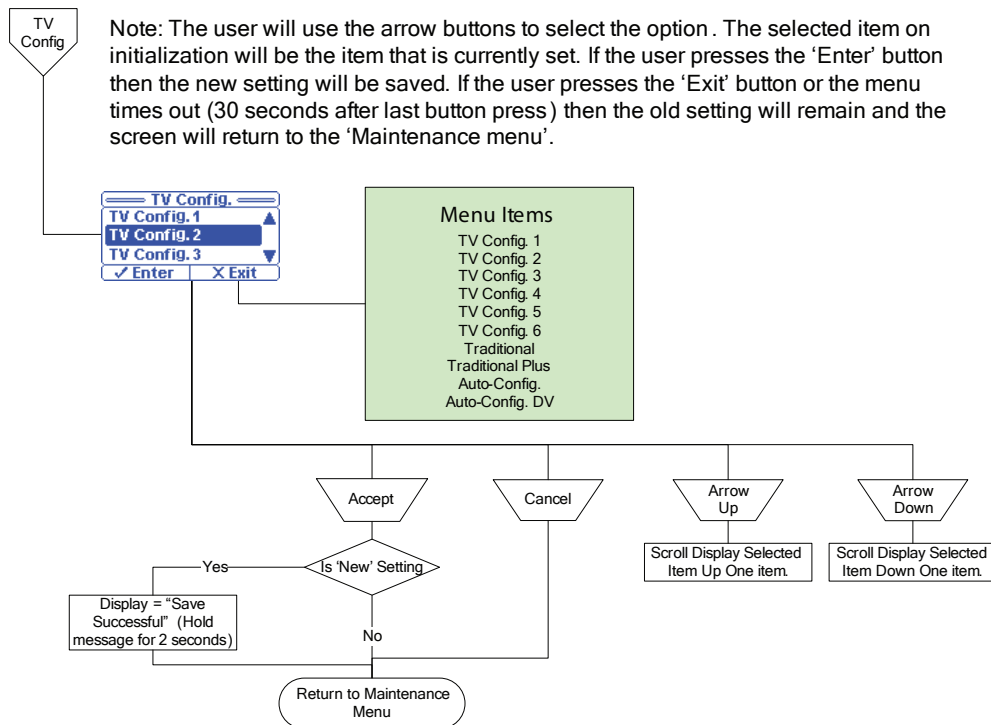 TV
Config
Note: The user will use the arrow buttons to select the option . The selected item on
initialization will be the item that is currently set. If the user presses the ‘Enter’ button
then the new setting will be saved. If the user presses the ‘Exit’ button or the menu
times out (30 seconds after last button press) then the old setting will remain and the
screen will return to the ‘Maintenance menu’.
TV Config.
TV Config. 1
TV Config. 2
TV Config. 3
✓ Enter X Exit
Menu Items
TV Config. 1
TV Config. 2
TV Config. 3
TV Config. 4
TV Config. 5
TV Config. 6
Traditional
Traditional Plus
Auto-Config.
Auto-Config. DV
Accept
Cancel
Arrow
Up
Arrow
Down
Scroll Display Selected
Item Up One item.
Scroll Display Selected
Item Down One item.
Is ‘New’ Setting
Yes
Display = “Save
Successful” (Hold
message for 2 seconds)
No
Return to Maintenance
Menu